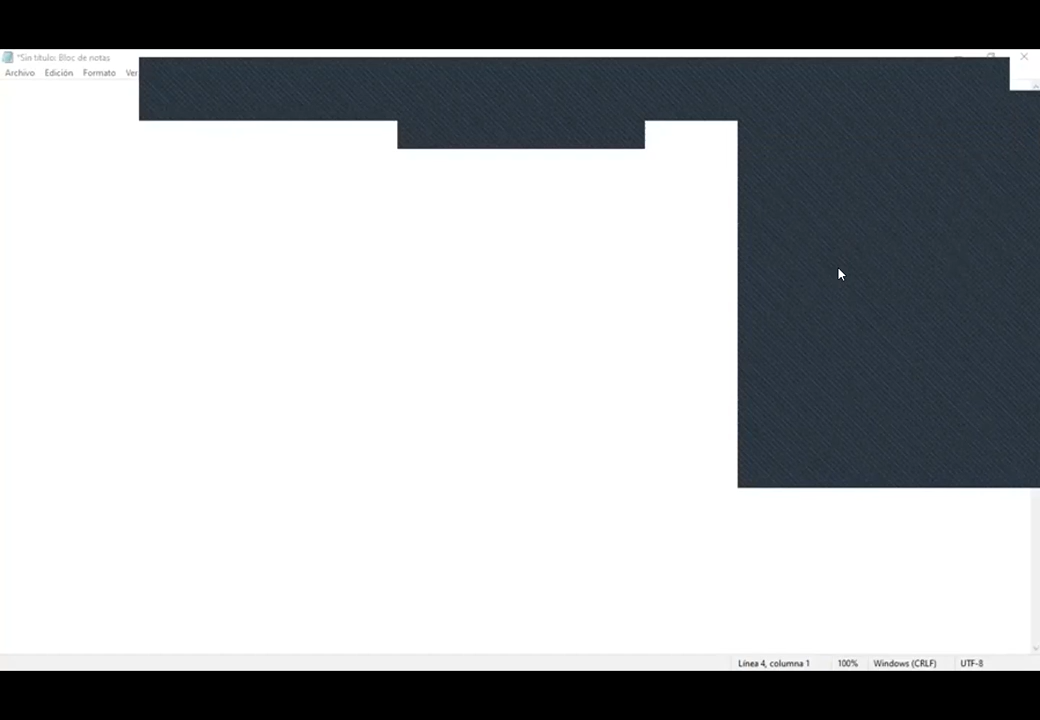 *Sin título: Bloc de notas
Archivo Edición Formato Ver
Línea 4, columna 1 100% Windows (CRLF) UTF-8